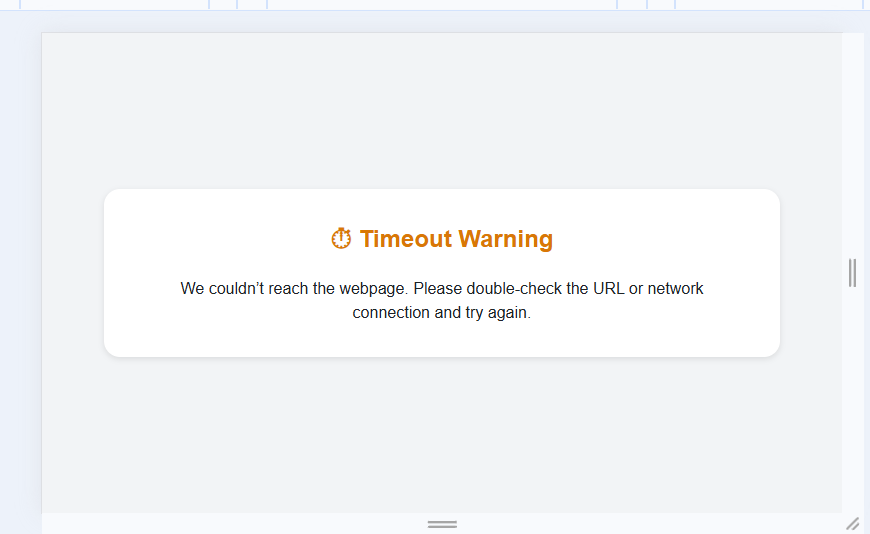 ⏱ Timeout Warning
We couldn’t reach the webpage. Please double-check the URL or network
connection and try again.